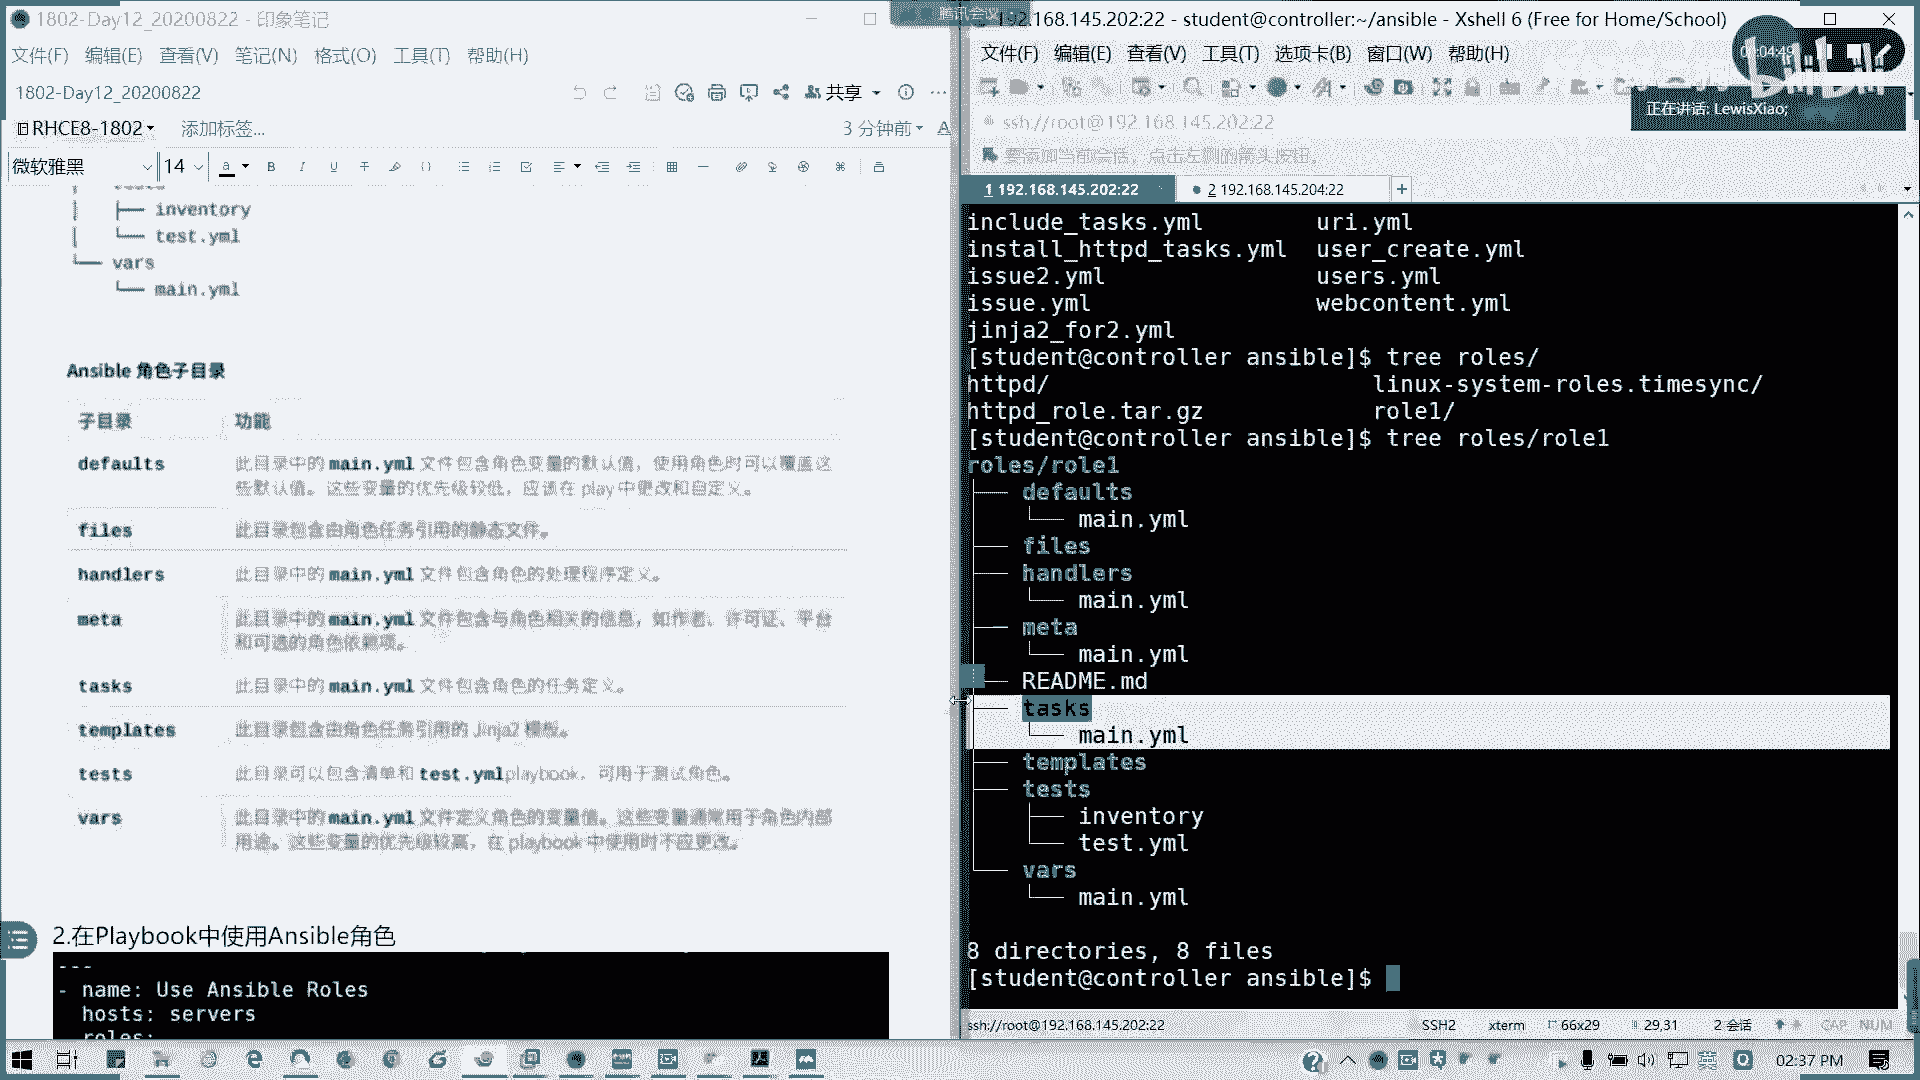 1802-Day12_20200822 - 印象笔记
文件(F) 编辑(E) 查看(V) 笔记(N) 格式(O) 工具(T) 帮助(H)
1802-Day12_20200822
共享
RHCE8-1802
添加标签...
3 分钟前
微软雅黑
14
├── inventory
└── test.yml
└── vars
└── main.yml
Ansible 角色子目录
子目录 功能
defaults 此目录中的 main.yml 文件包含角色变量的默认值，使用角色时可以覆盖这
些默认值。这些变量的优先级较低，应该在 play 中更改和自定义。
files 此目录包含由角色任务引用的静态文件。
handlers 此目录中的 main.yml 文件包含角色的处理程序定义。
meta 此目录中的 main.yml 文件包含与角色相关的信息，如作者、许可证、平台
和可选的角色依赖项。
tasks 此目录中的 main.yml 文件包含角色的任务定义。
templates 此目录包含由角色任务引用的 Jinja2 模板。
tests 此目录可以包含清单和 test.yml playbook，可用于测试角色。
vars 此目录中的 main.yml 文件定义角色的变量值。这些变量通常用于角色内部
用途。这些变量的优先级较高，在 playbook 中使用时不应更改。
2.在Playbook中使用Ansible角色
---
- name: Use Ansible Roles
hosts: servers
roles:
腾讯会议
192.168.145.202:22 - student@controller:~/ansible - Xshell 6 (Free for Home/School)
文件(F) 编辑(E) 查看(V) 工具(T) 选项卡(B) 窗口(W) 帮助(H)
正在讲话: LewisXiao;
ssh://root@192.168.145.202:22
要添加当前会话，点击左侧的箭头按钮。
1 192.168.145.202:22
2 192.168.145.204:22
include_tasks.yml uri.yml
install_httpd_tasks.yml user_create.yml
issue2.yml users.yml
issue.yml webcontent.yml
jinja2_for2.yml
[student@controller ansible]$ tree roles/
httpd/ linux-system-roles.timesync/
httpd_role.tar.gz role1/
[student@controller ansible]$ tree roles/role1
roles/role1
├── defaults
│   └── main.yml
├── files
├── handlers
│   └── main.yml
├── meta
│   └── main.yml
├── README.md
├── tasks
│   └── main.yml
├── templates
├── tests
│   ├── inventory
│   └── test.yml
└── vars
    └── main.yml
8 directories, 8 files
[student@controller ansible]$
ssh://root@192.168.145.202:22 SSH2 xterm 66x29 29,31 2 会话 CAP NUM
英
02:37 PM